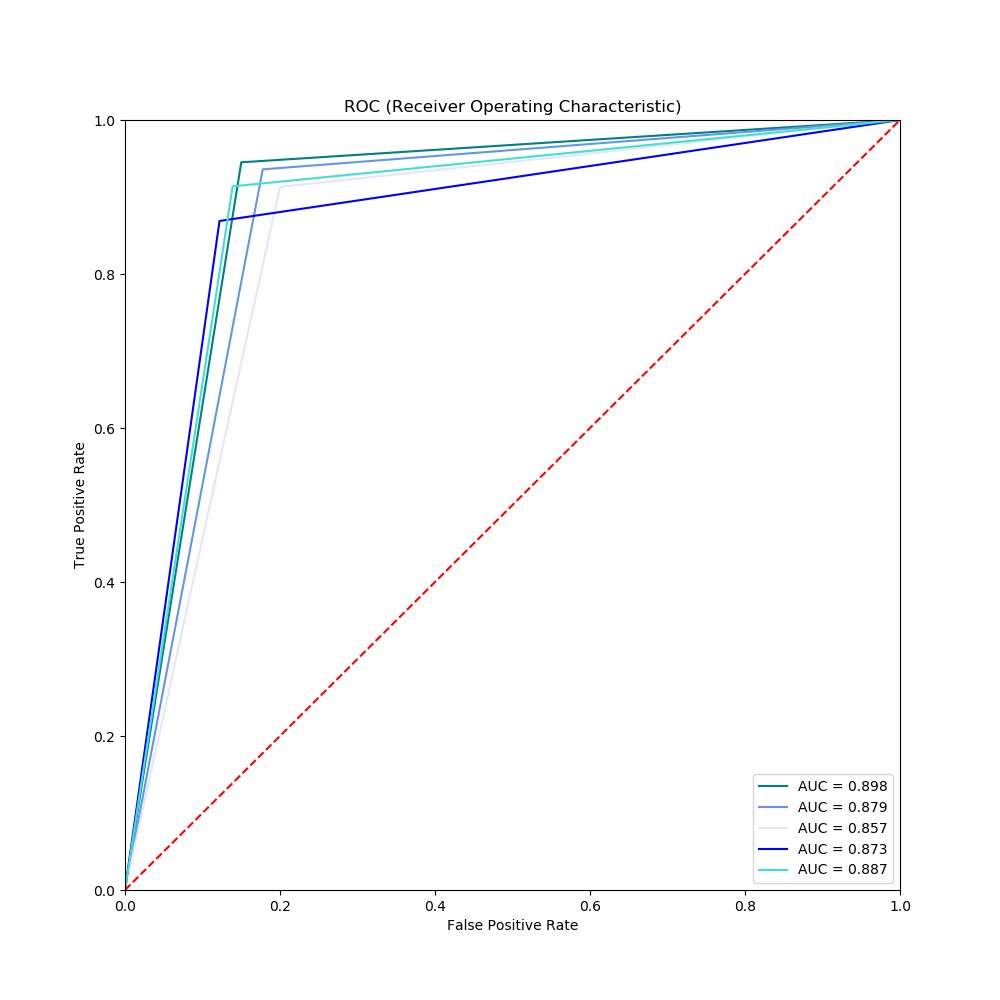 ROC (Receiver Operating Characteristic)
1.0
0.8
0.6
0.4
0.2
0.0
True Positive Rate
0.0 0.2 0.4 0.6 0.8 1.0
False Positive Rate
AUC = 0.898
AUC = 0.879
AUC = 0.857
AUC = 0.873
AUC = 0.887